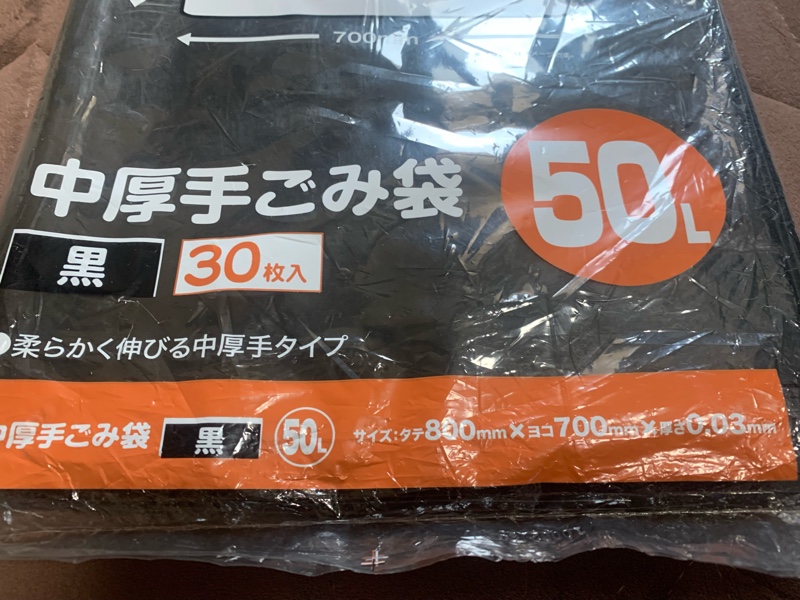 700mm
中厚手ごみ袋
50L
黒
30枚入
●柔らかく伸びる中厚手タイプ
中厚手ごみ袋 黒 50L サイズ:タテ800mm×ヨコ700mm×厚さ0.03mm